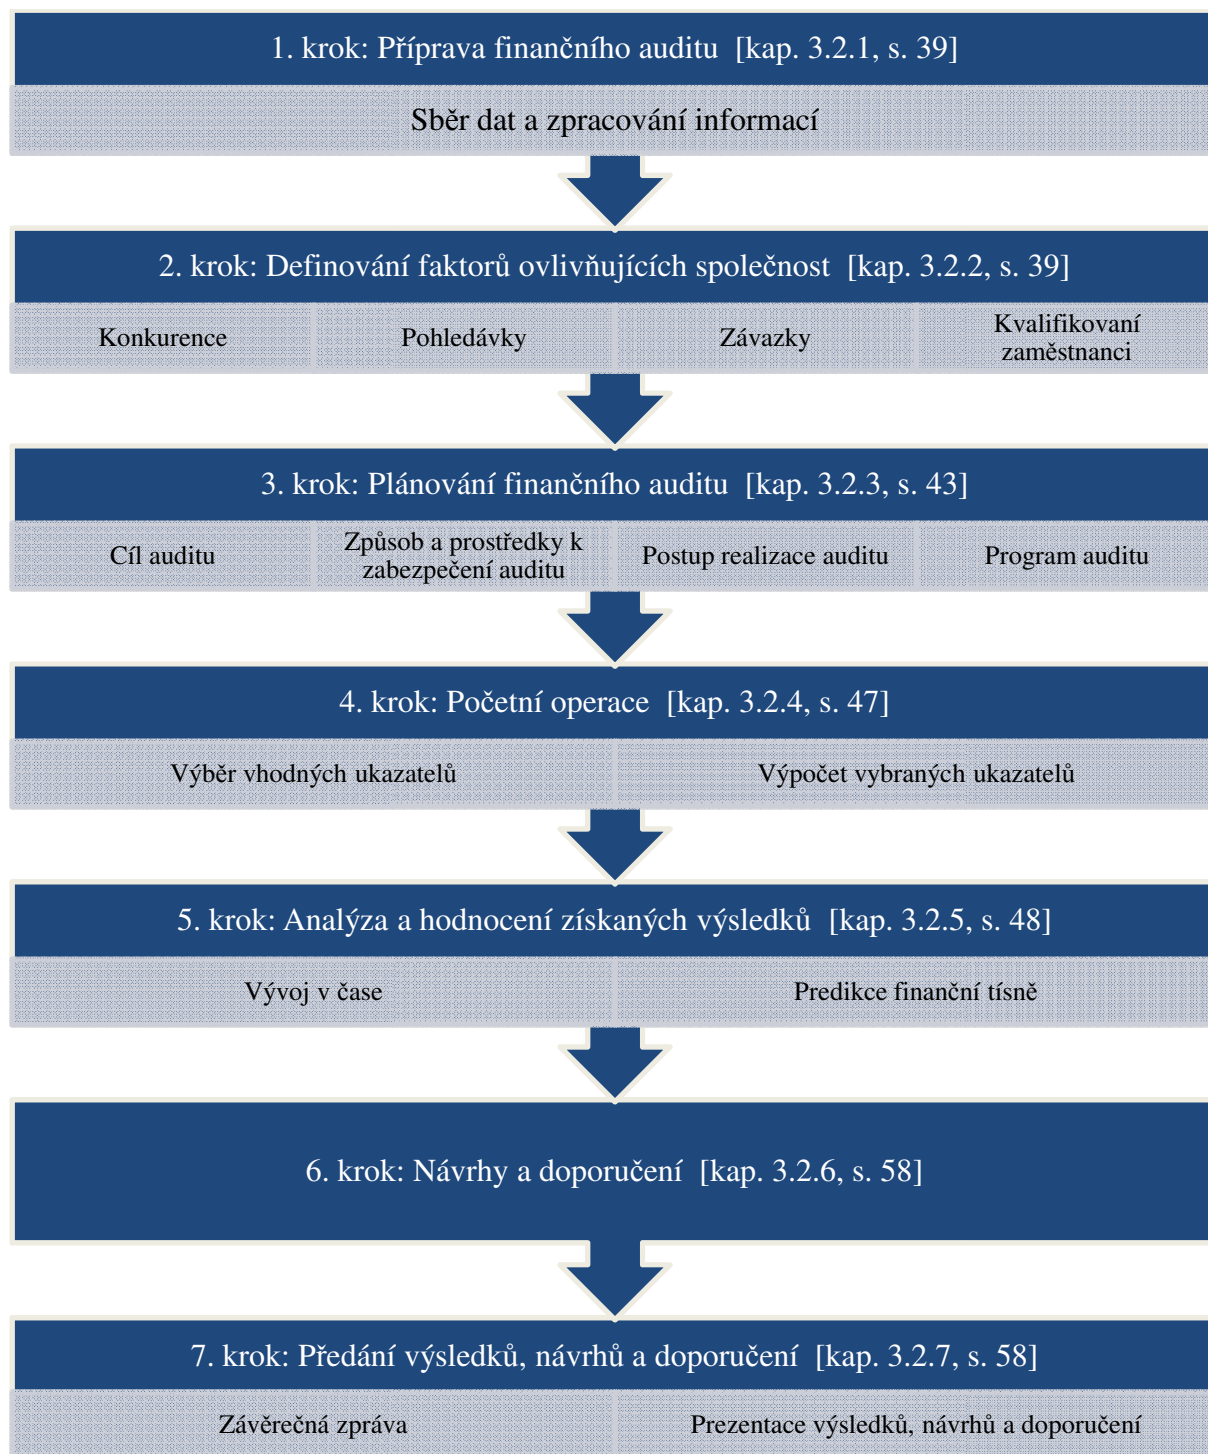 1. krok: Příprava finančního auditu  [kap. 3.2.1, s. 39]
Sběr dat a zpracování informací
2. krok: Definování faktorů ovlivňujících společnost  [kap. 3.2.2, s. 39]
Konkurence
Pohledávky
Závazky
Kvalifikovaní
zaměstnanci
3. krok: Plánování finančního auditu  [kap. 3.2.3, s. 43]
Cíl auditu
Způsob a prostředky k
zabezpečení auditu
Postup realizace auditu
Program auditu
4. krok: Početní operace  [kap. 3.2.4, s. 47]
Výběr vhodných ukazatelů
Výpočet vybraných ukazatelů
5. krok: Analýza a hodnocení získaných výsledků  [kap. 3.2.5, s. 48]
Vývoj v čase
Predikce finanční tísně
6. krok: Návrhy a doporučení  [kap. 3.2.6, s. 58]
7. krok: Předání výsledků, návrhů a doporučení  [kap. 3.2.7, s. 58]
Závěrečná zpráva
Prezentace výsledků, návrhů a doporučení